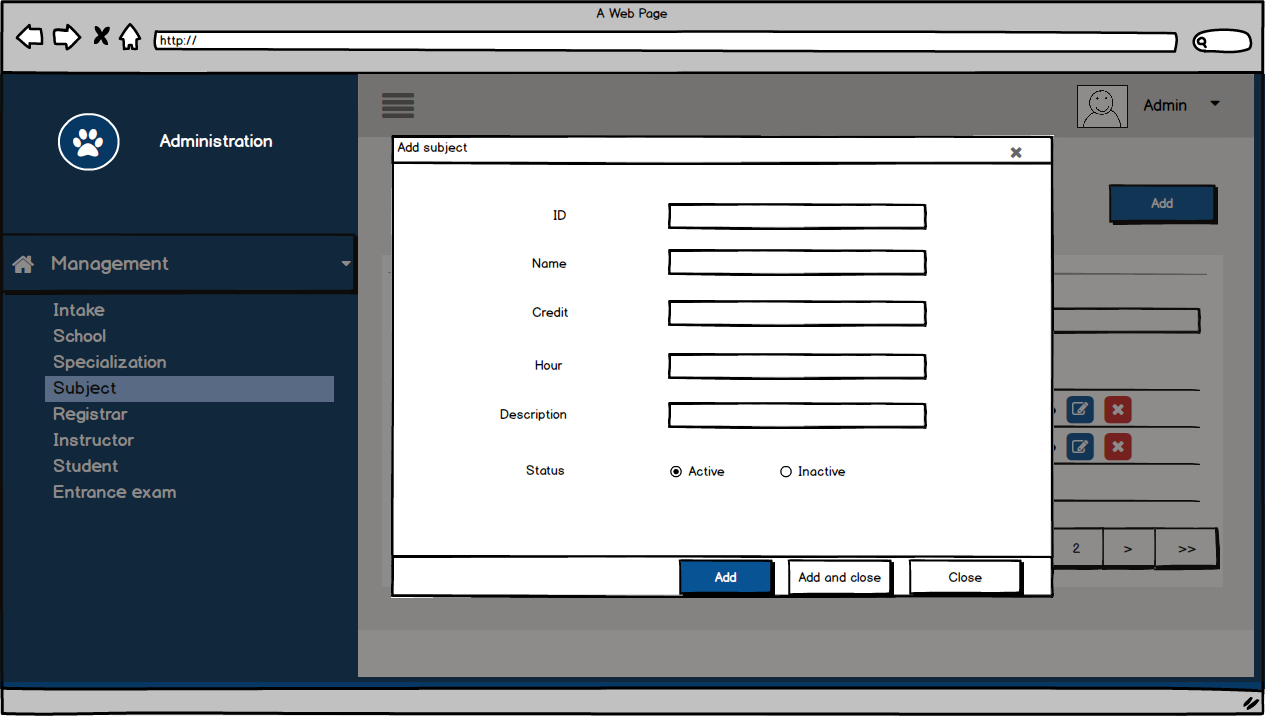 A Web Page
http://
Administration
Admin
Add subject
Add
ID
Management
Name
Intake
Credit
School
Specialization
Hour
Subject
Registrar
Description
Instructor
Student
Status
Active
Inactive
Entrance exam
2
>
>>
Add
Add and close
Close